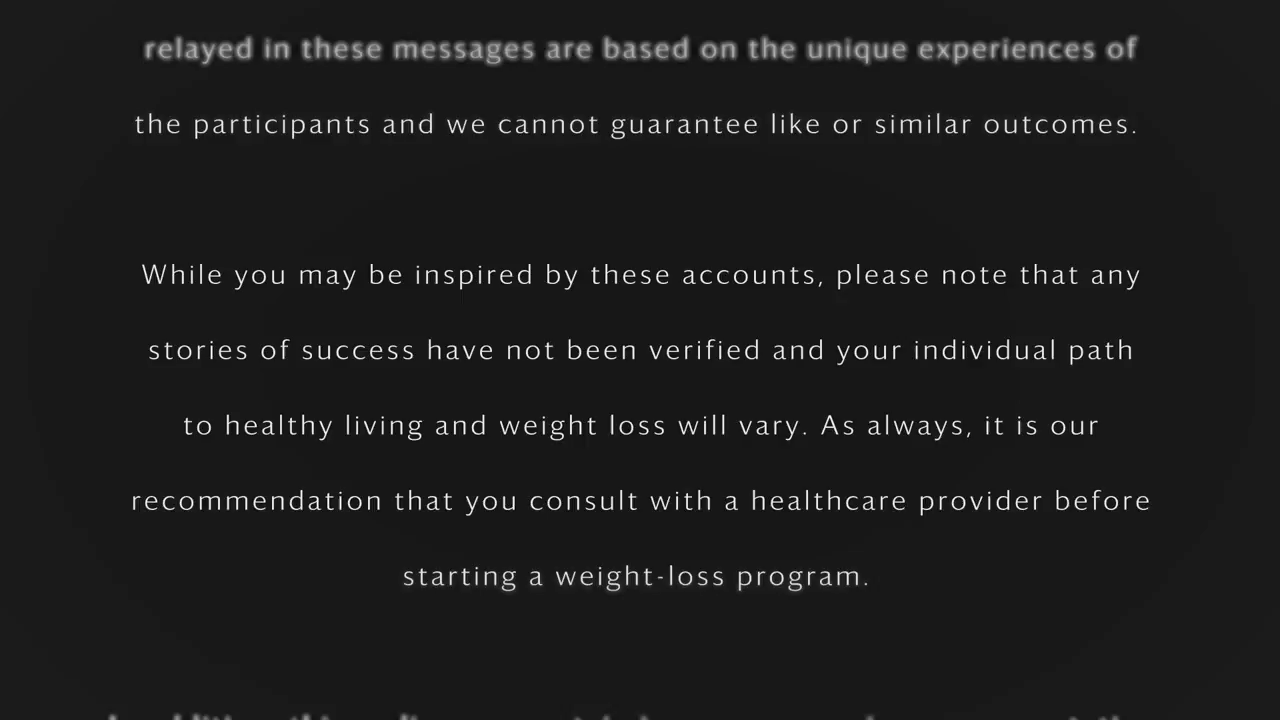 relayed in these messages are based on the unique experiences of
the participants and we cannot guarantee like or similar outcomes.
While you may be inspired by these accounts, please note that any
stories of success have not been verified and your individual path
to healthy living and weight loss will vary. As always, it is our
recommendation that you consult with a healthcare provider before
starting a weight-loss program.